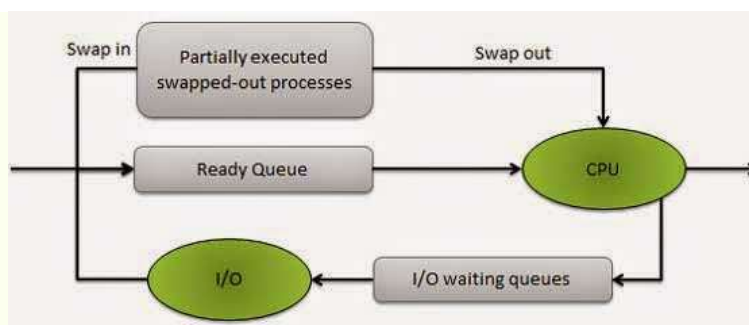 Swap in
Partially executed
swapped-out processes
Swap out
Ready Queue
CPU
I/O
I/O waiting queues